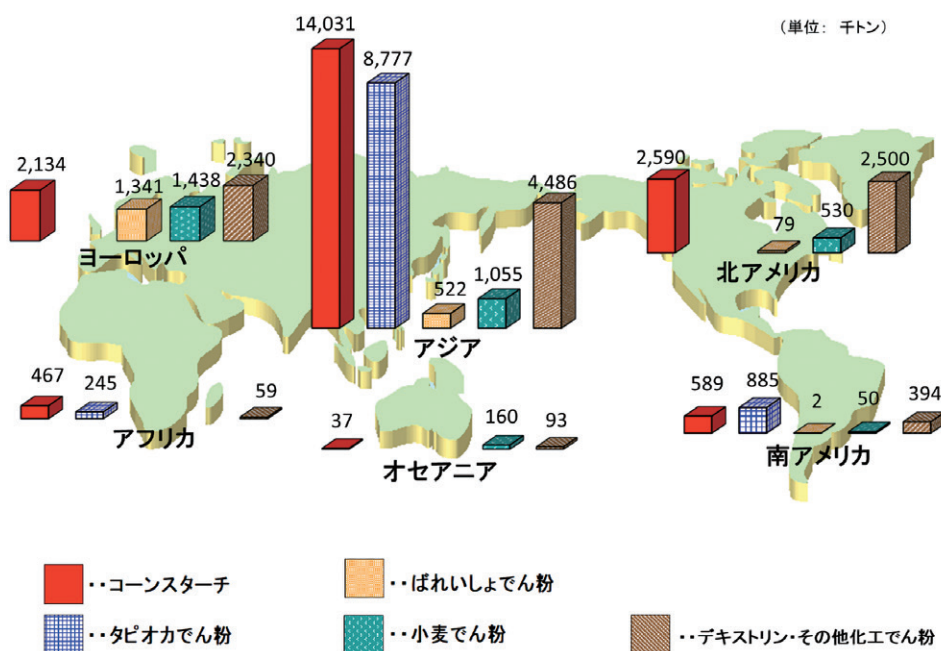 (単位： 千トン)
14,031
8,777
2,134
1,341
1,438
2,340
ヨーロッパ
522
1,055
4,486
アジア
2,590
79
530
2,500
北アメリカ
467
245
59
アフリカ
37
160
93
オセアニア
589
885
2
50
394
南アメリカ
・・コーンスターチ
・・ばれいしょでん粉
・・タピオカでん粉
・・小麦でん粉
・・デキストリン・その他化工でん粉